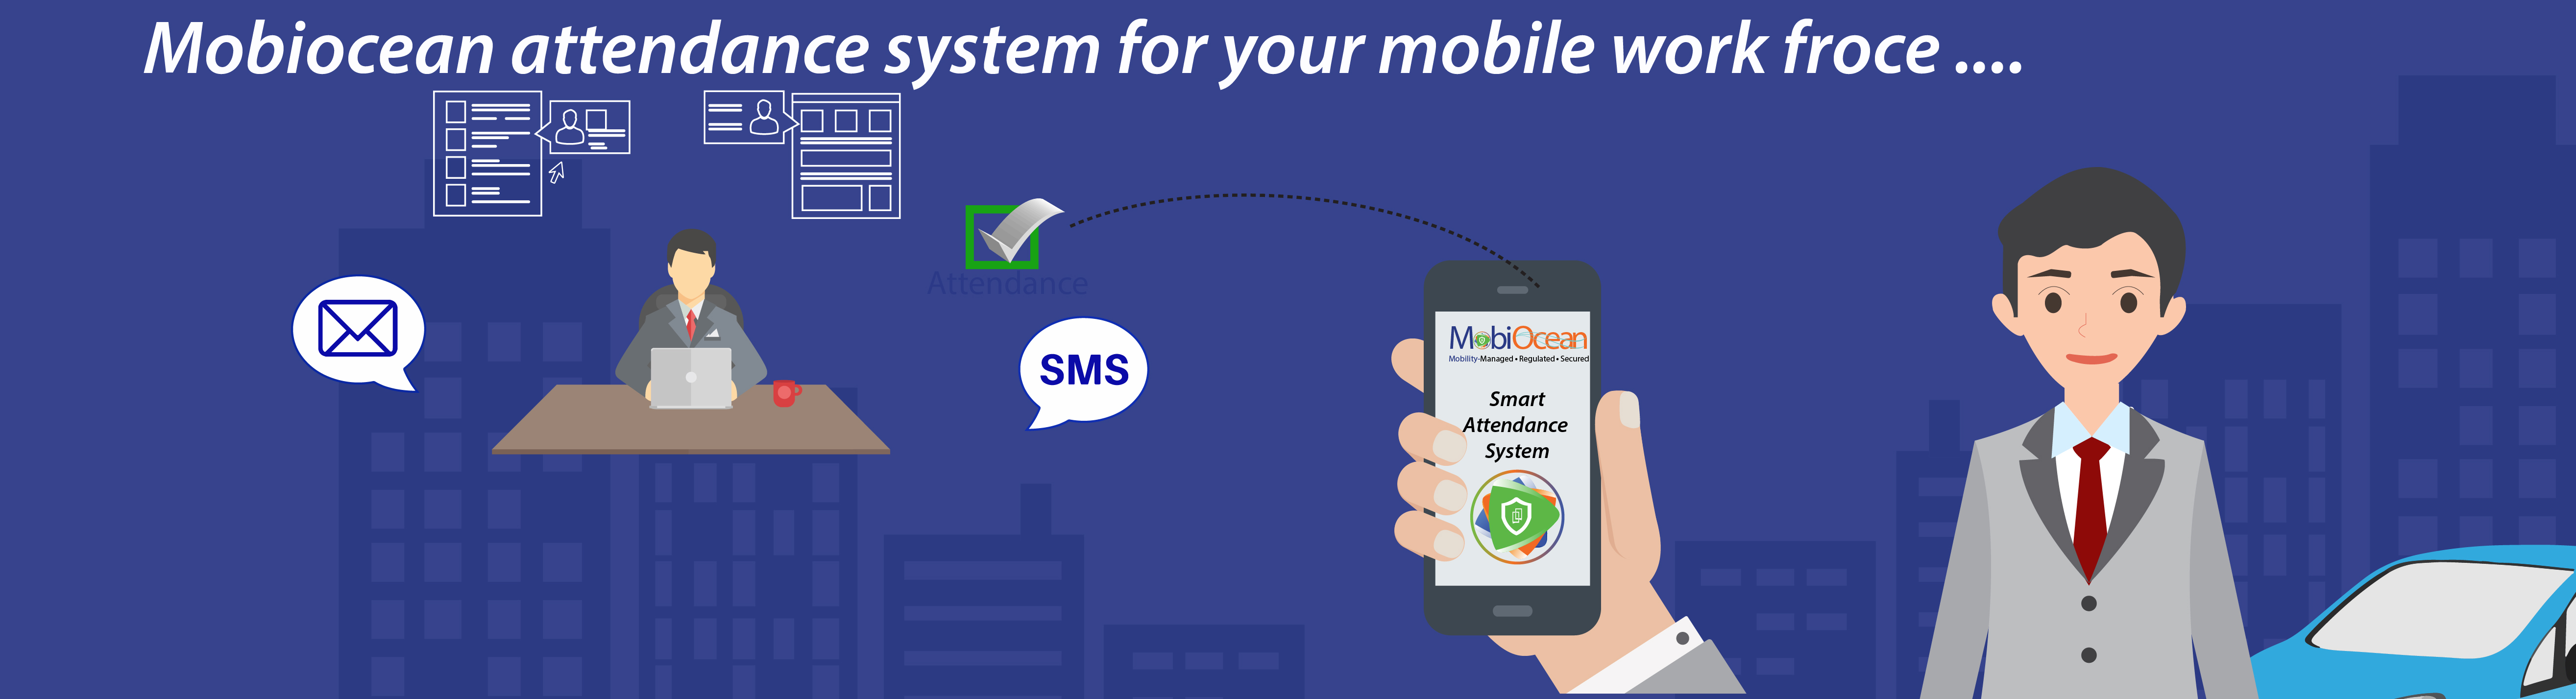 Mobiocean attendance system for your mobile work froce ....
Attendance
SMS
MobiOcean
Mobility-Managed • Regulated • Secured
Smart
Attendance
System